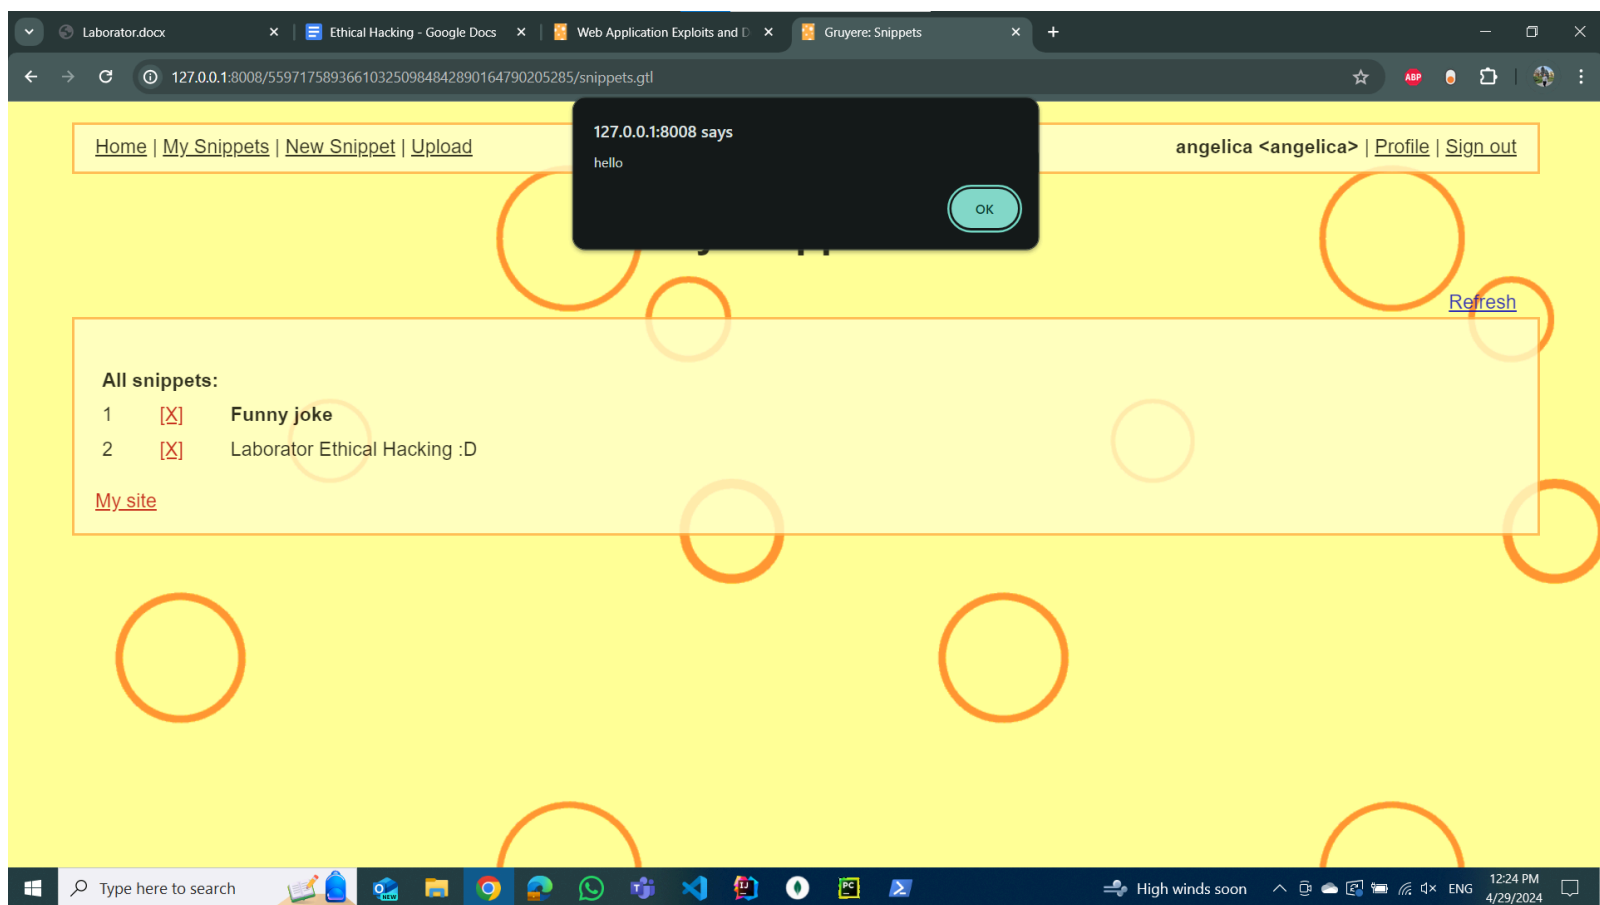 Laborator.docx
Ethical Hacking - Google Docs
Web Application Exploits and D
Gruyere: Snippets
127.0.0.1:8008/559717589366103250984842890164790205285/snippets.gtl
ABP
127.0.0.1:8008 says
hello
OK
Home | My Snippets | New Snippet | Upload
angelica <angelica> | Profile | Sign out
Refresh
All snippets:
1 [X] Funny joke
2 [X] Laborator Ethical Hacking :D
My site
Type here to search
NEW
PC
High winds soon
ENG
12:24 PM
4/29/2024